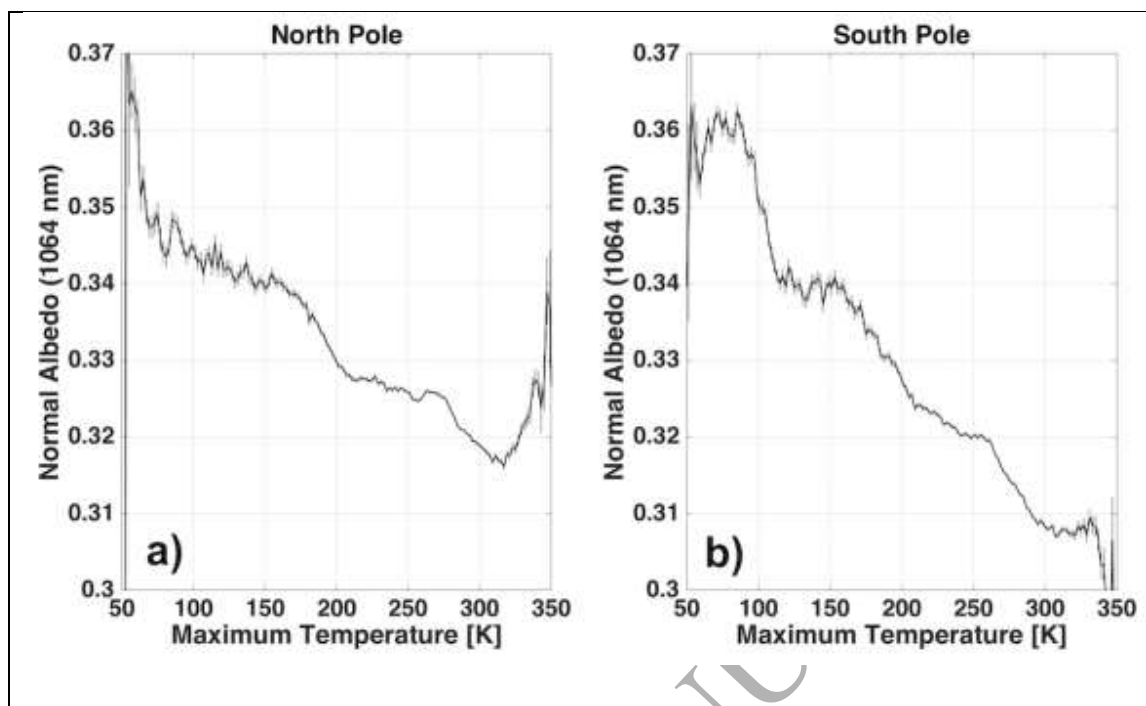 North Pole
Normal Albedo (1064 nm)
0.37
0.36
0.35
0.34
0.33
0.32
0.31
0.3
a)
50 100 150 200 250 300 350
Maximum Temperature [K]
South Pole
Normal Albedo (1064 nm)
0.37
0.36
0.35
0.34
0.33
0.32
0.31
0.3
b)
50 100 150 200 250 300 350
Maximum Temperature [K]